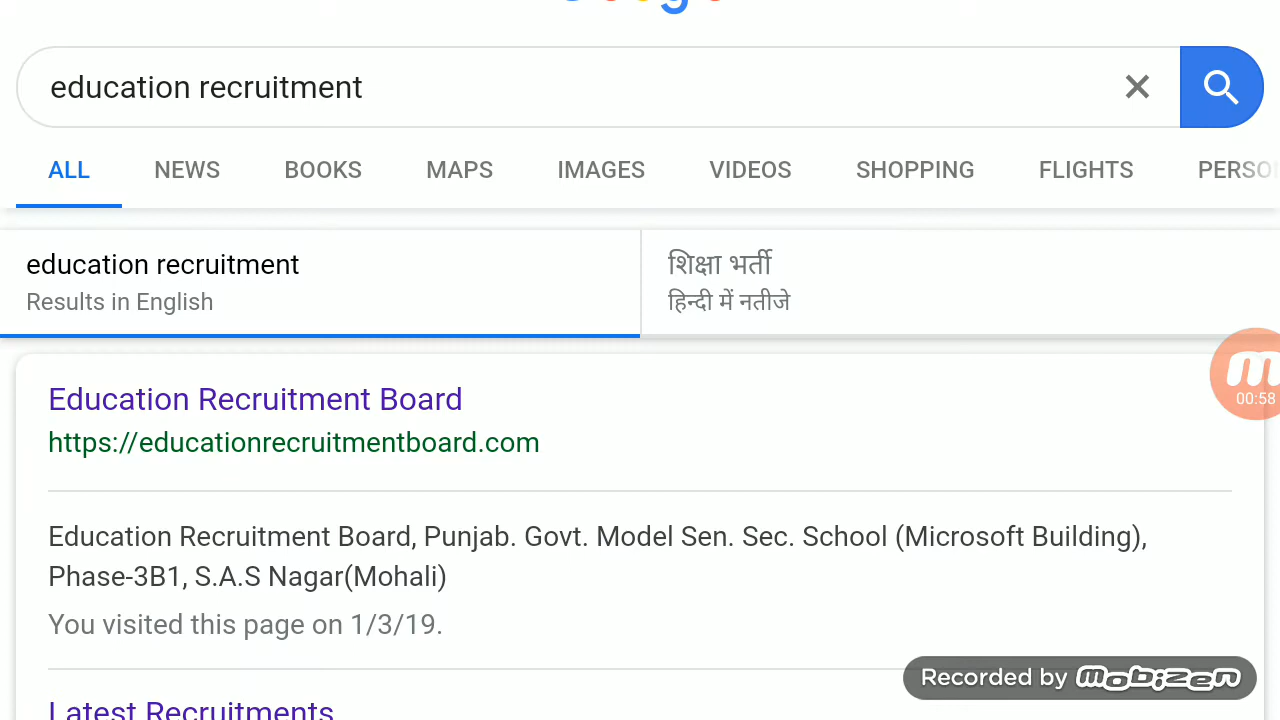 education recruitment
ALL NEWS BOOKS MAPS IMAGES VIDEOS SHOPPING FLIGHTS
education recruitment
Results in English
शिक्षा भर्ती
हिन्दी में नतीजे
Education Recruitment Board
https://educationrecruitmentboard.com
00:58
Education Recruitment Board, Punjab. Govt. Model Sen. Sec. School (Microsoft Building),
Phase-3B1, S.A.S Nagar(Mohali)
You visited this page on 1/3/19.
Recorded by mobizen
Latest Recruitments